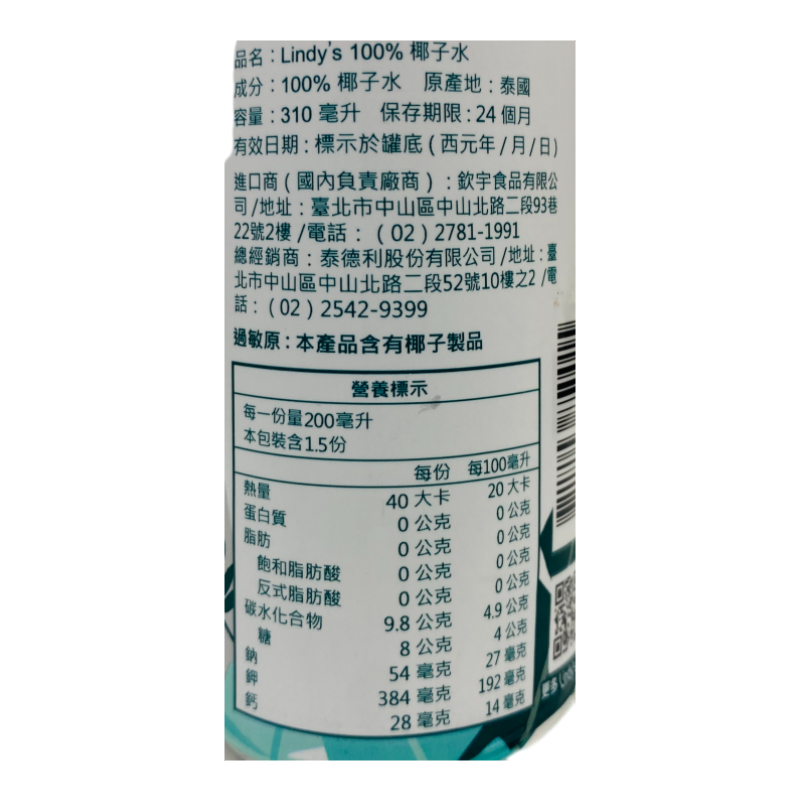 品名：Lindy's 100% 椰子水
成分：100% 椰子水 原產地：泰國
容量：310 毫升 保存期限：24 個月
有效日期：標示於罐底 ( 西元年 / 月 / 日)
進口商 ( 國內負責廠商 ) ：欽宇食品有限公
司 /地址：臺北市中山區中山北路二段93巷
22號2樓 /電話： ( 02 ) 2781-1991
總經銷商：泰德利股份有限公司 /地址：臺
北市中山區中山北路二段52號10樓之2 /電
話： ( 02 ) 2542-9399
過敏原：本產品含有椰子製品
營養標示
每一份量200毫升
本包裝含1.5份
每份 每100毫升
熱量 40 大卡 20 大卡
蛋白質 0 公克 0 公克
脂肪 0 公克 0 公克
飽和脂肪酸 0 公克 0 公克
反式脂肪酸 0 公克 0 公克
碳水化合物 9.8 公克 4.9 公克
糖 8 公克 4 公克
鈉 54 毫克 27 毫克
鉀 384 毫克 192 毫克
鈣 28 毫克 14 毫克